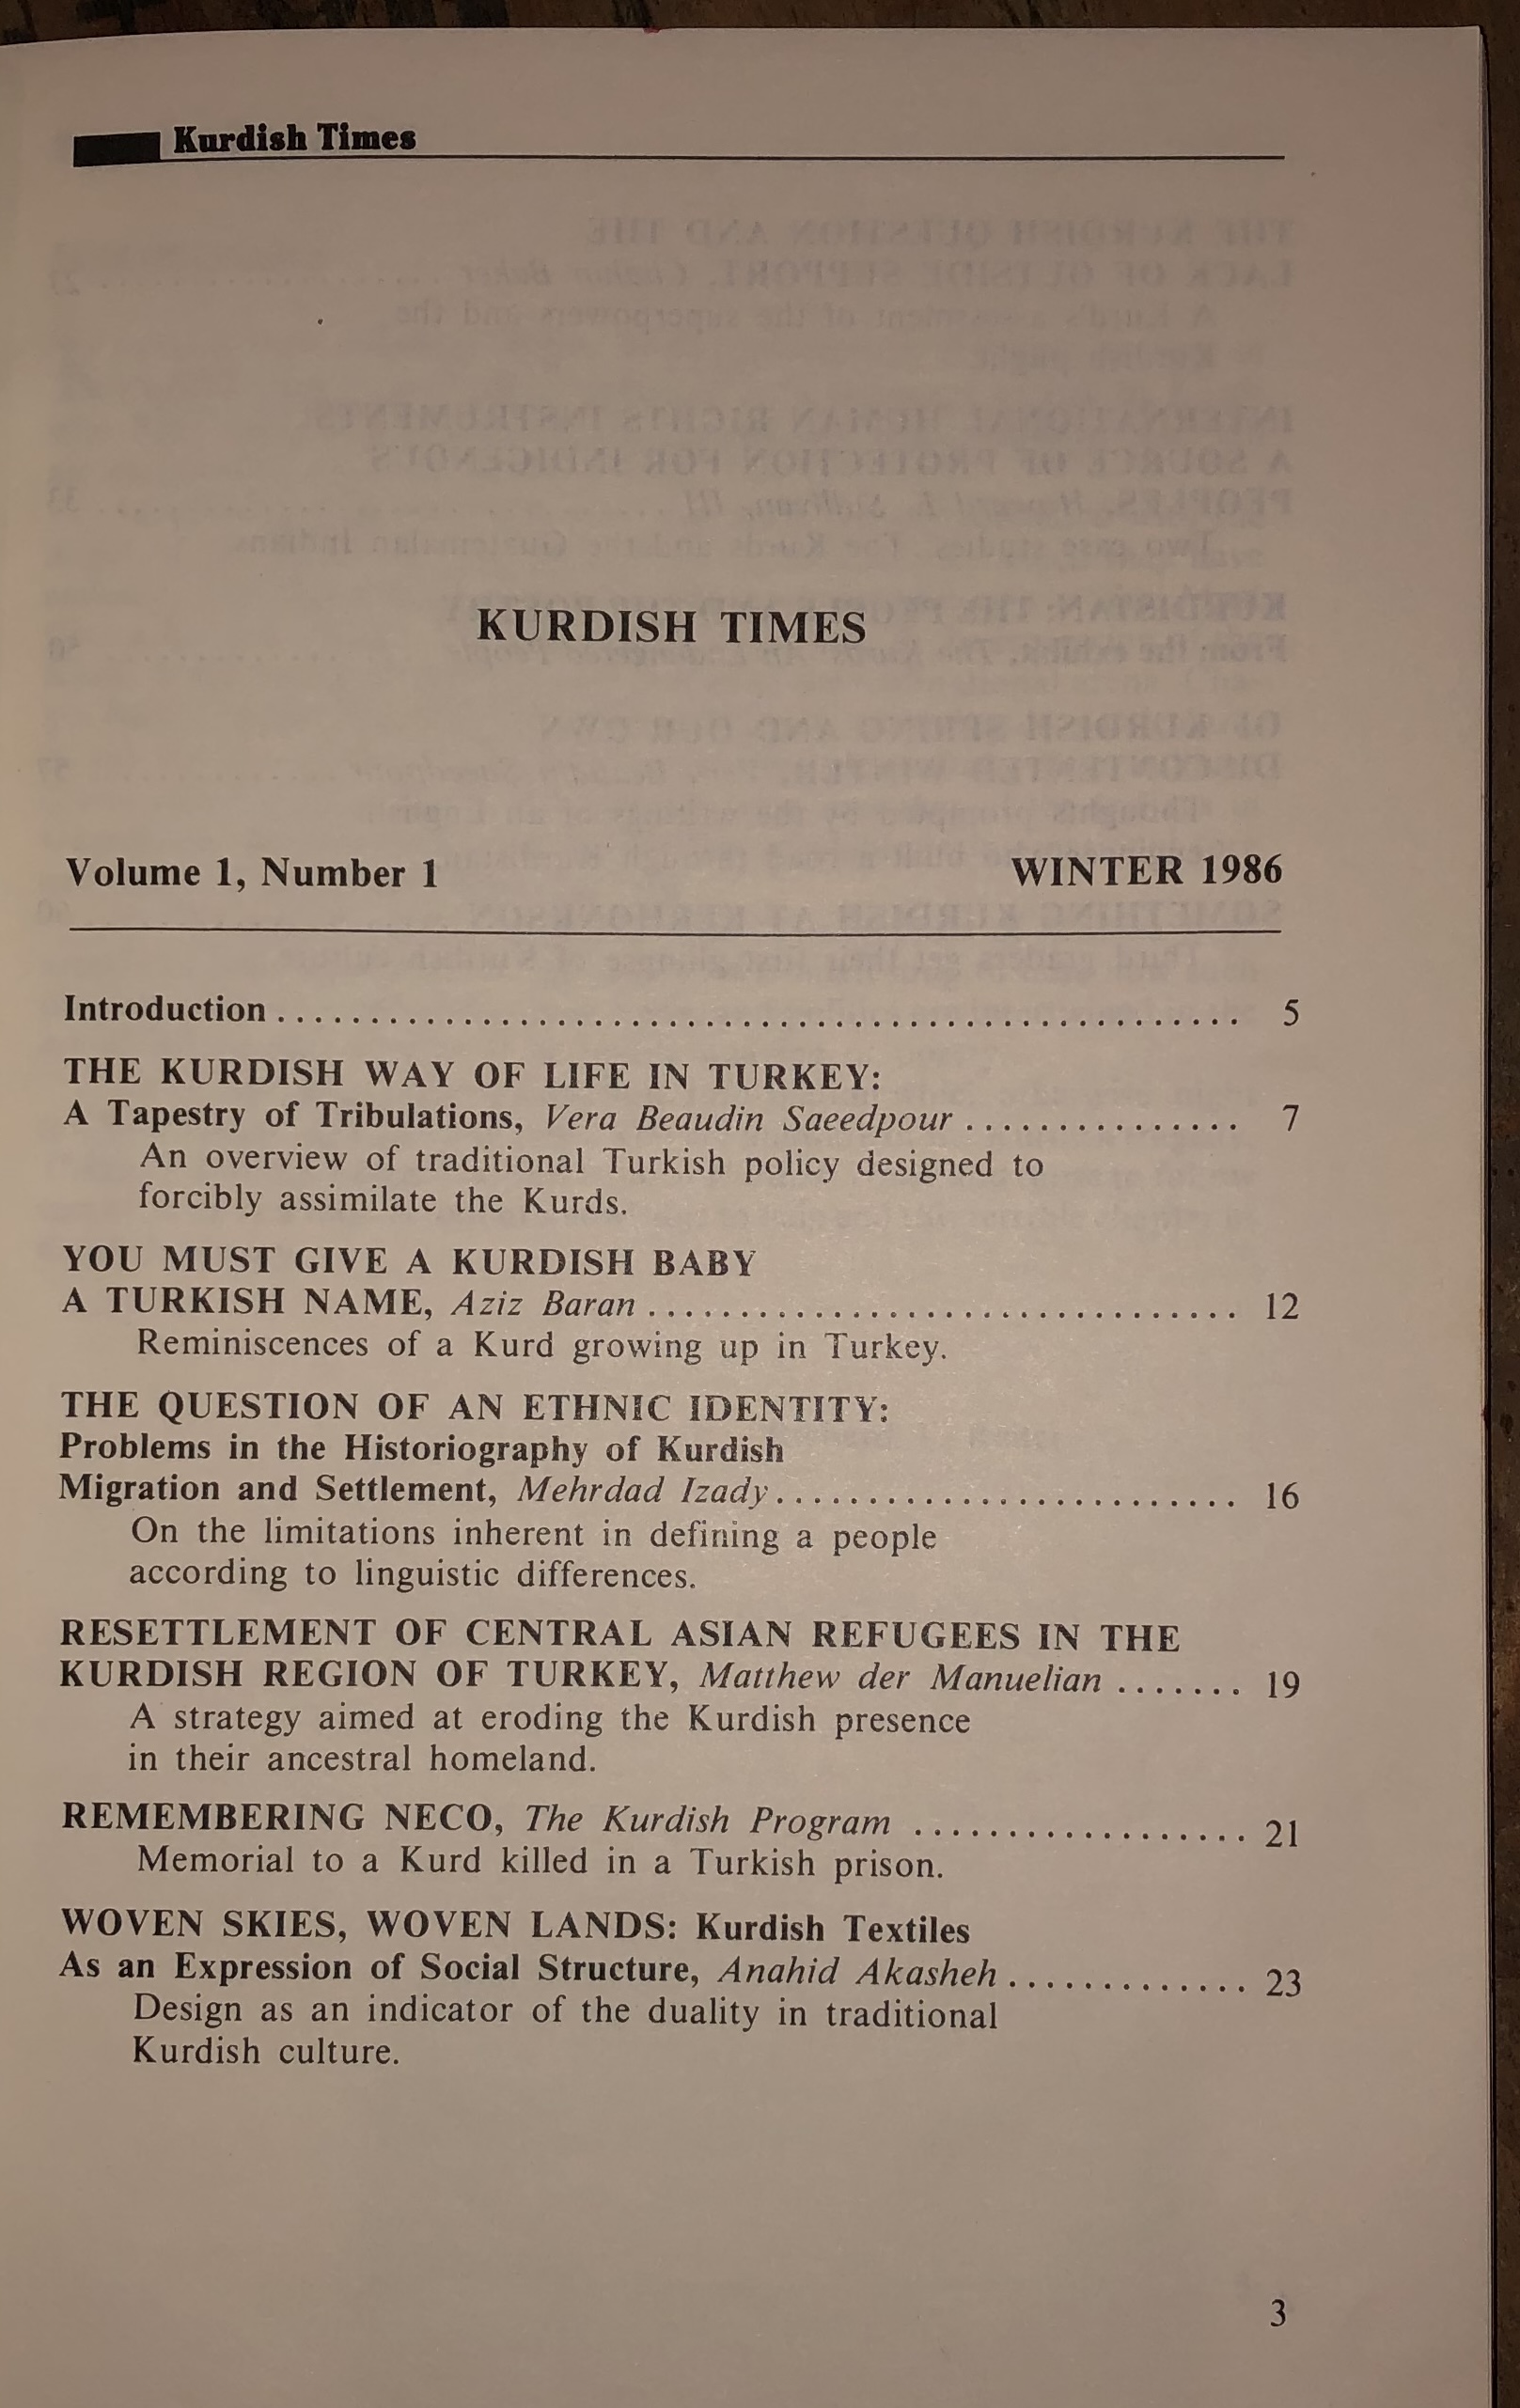 Kurdish Times
KURDISH TIMES
Volume 1, Number 1 WINTER 1986
Introduction ..................................................... 5
THE KURDISH WAY OF LIFE IN TURKEY:
A Tapestry of Tribulations, Vera Beaudin Saeedpour ............... 7
An overview of traditional Turkish policy designed to
forcibly assimilate the Kurds.
YOU MUST GIVE A KURDISH BABY
A TURKISH NAME, Aziz Baran ................................. 12
Reminiscences of a Kurd growing up in Turkey.
THE QUESTION OF AN ETHNIC IDENTITY:
Problems in the Historiography of Kurdish
Migration and Settlement, Mehrdad Izady .......................... 16
On the limitations inherent in defining a people
according to linguistic differences.
RESETTLEMENT OF CENTRAL ASIAN REFUGEES IN THE
KURDISH REGION OF TURKEY, Matthew der Manuelian ....... 19
A strategy aimed at eroding the Kurdish presence
in their ancestral homeland.
REMEMBERING NECO, The Kurdish Program ................... 21
Memorial to a Kurd killed in a Turkish prison.
WOVEN SKIES, WOVEN LANDS: Kurdish Textiles
As an Expression of Social Structure, Anahid Akasheh ............. 23
Design as an indicator of the duality in traditional
Kurdish culture.
3